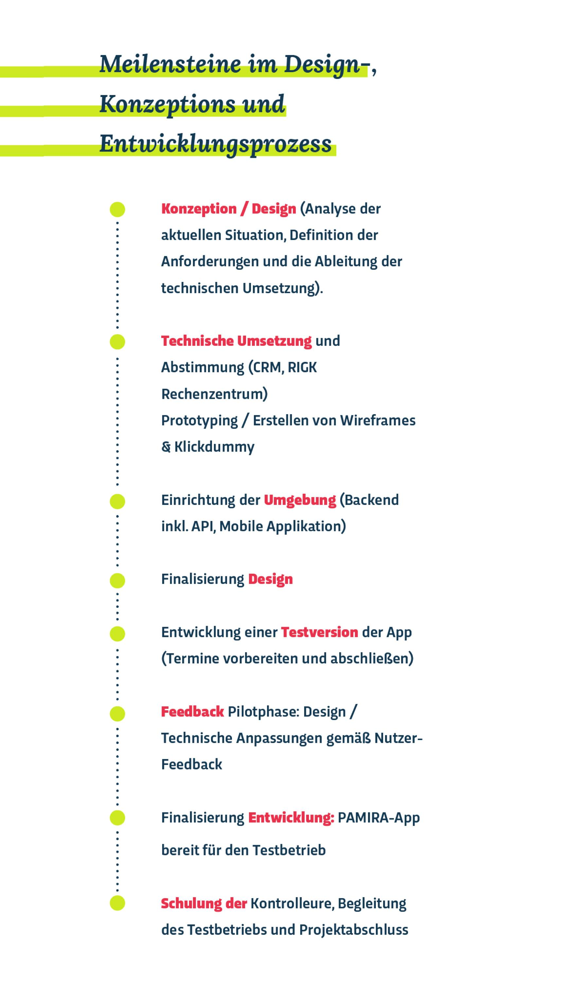 Meilensteine im Design-,
Konzeptions und
Entwicklungsprozess
Konzeption / Design (Analyse der
aktuellen Situation, Definition der
Anforderungen und die Ableitung der
technischen Umsetzung).
Technische Umsetzung und
Abstimmung (CRM, RIGK
Rechenzentrum)
Prototyping / Erstellen von Wireframes
& Klickdummy
Einrichtung der Umgebung (Backend
inkl. API, Mobile Applikation)
Finalisierung Design
Entwicklung einer Testversion der App
(Termine vorbereiten und abschließen)
Feedback Pilotphase: Design /
Technische Anpassungen gemäß Nutzer-
Feedback
Finalisierung Entwicklung: PAMIRA-App
bereit für den Testbetrieb
Schulung der Kontrolleure, Begleitung
des Testbetriebs und Projektabschluss